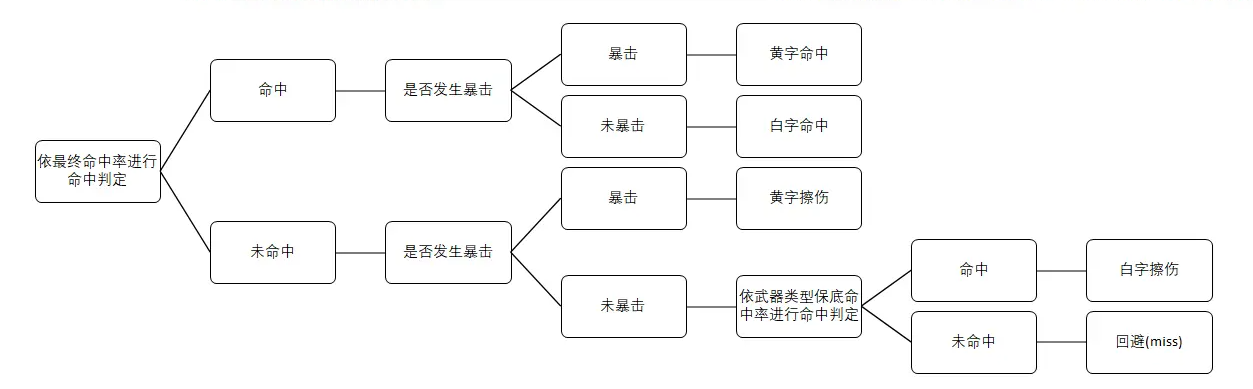 暴击
黄字命中
命中
是否发生暴击
未暴击
白字命中
依最终命中率进行
命中判定
暴击
黄字擦伤
未命中
是否发生暴击
命中
白字擦伤
未暴击
依武器类型保底命
中率进行命中判定
未命中
回避(miss)